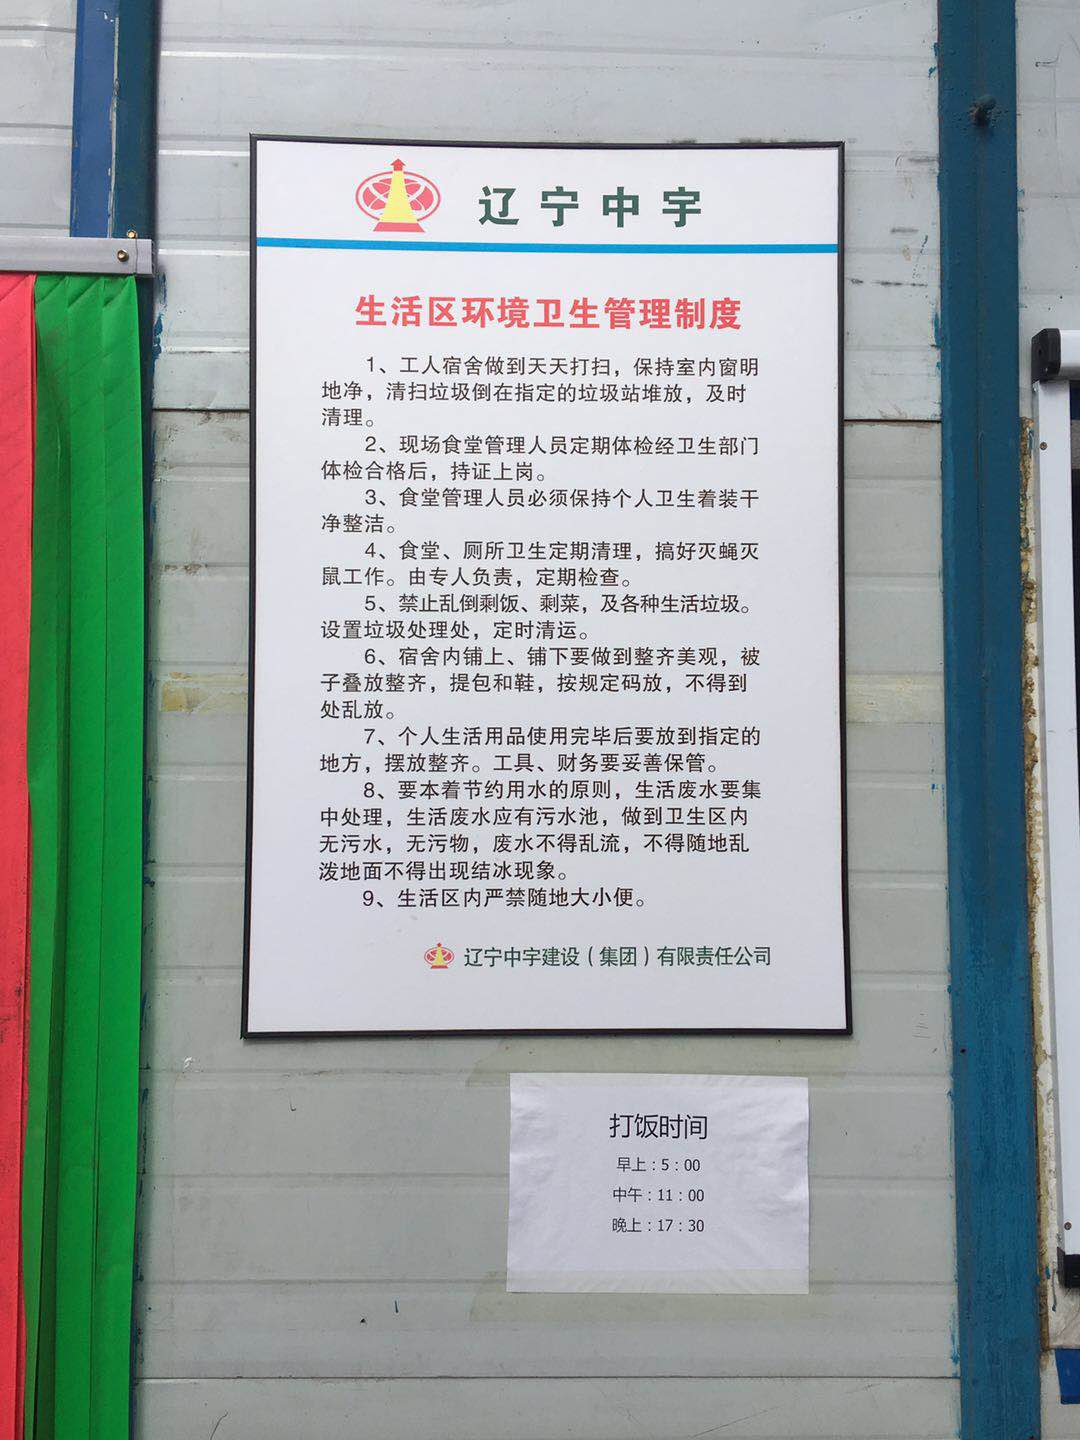 辽宁中宇
生活区环境卫生管理制度
1、工人宿舍做到天天打扫，保持室内窗明
地净，清扫垃圾倒在指定的垃圾站堆放，及时
清理。
2、现场食堂管理人员定期体检经卫生部门
体检合格后，持证上岗。
3、食堂管理人员必须保持个人卫生着装干
净整洁。
4、食堂、厕所卫生定期清理，搞好灭蝇灭
鼠工作。由专人负责，定期检查。
5、禁止乱倒剩饭、剩菜，及各种生活垃圾。
设置垃圾处理处，定时清运。
6、宿舍内铺上、铺下要做到整齐美观，被
子叠放整齐，提包和鞋，按规定码放，不得到
处乱放。
7、个人生活用品使用完毕后要放到指定的
地方，摆放整齐。工具、财务要妥善保管。
8、要本着节约用水的原则，生活废水要集
中处理，生活废水应有污水池，做到卫生区内
无污水，无污物，废水不得乱流，不得随地乱
泼地面不得出现结冰现象。
9、生活区内严禁随地大小便。
辽宁中宇建设（集团）有限责任公司
打饭时间
早上：5：00
中午：11：00
晚上：17：30